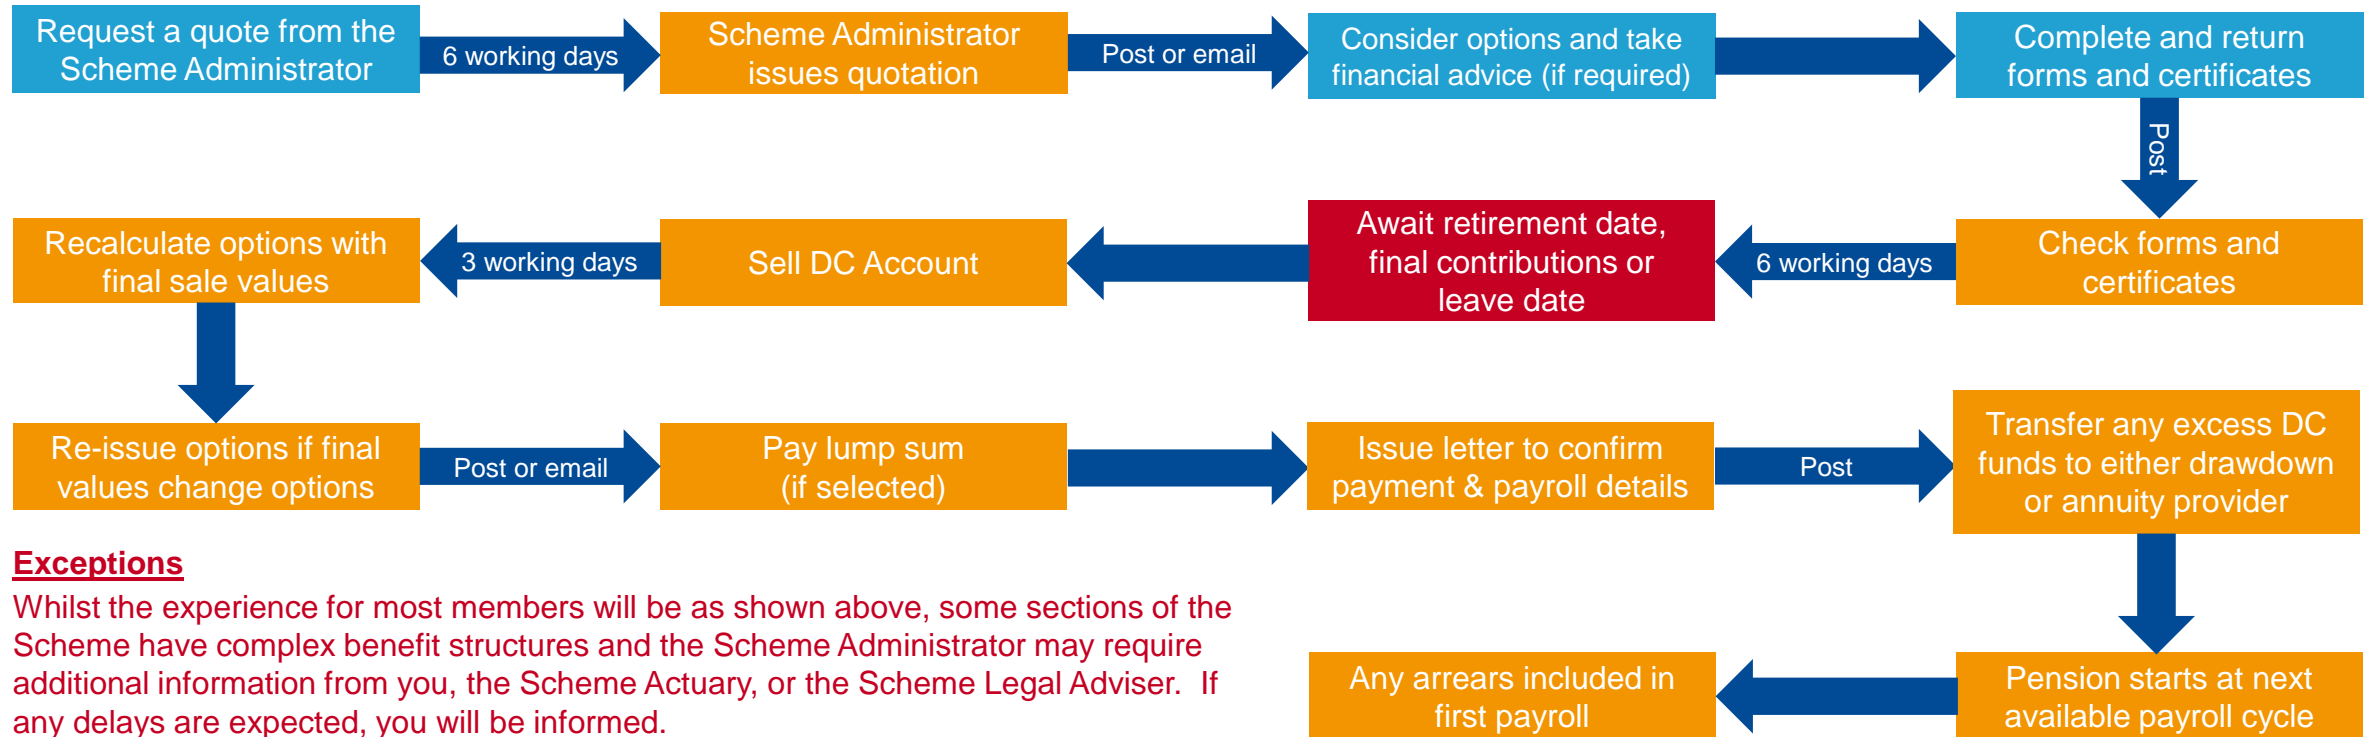 Request a quote from the
Scheme Administrator
6 working days
Scheme Administrator
issues quotation
Post or email
Consider options and take
financial advice (if required)
Complete and return
forms and certificates
Post
Check forms and
certificates
6 working days
Await retirement date,
final contributions or
leave date
Sell DC Account
3 working days
Recalculate options with
final sale values
Re-issue options if final
values change options
Post or email
Pay lump sum
(if selected)
Issue letter to confirm
payment & payroll details
Post
Transfer any excess DC
funds to either drawdown
or annuity provider
Pension starts at next
available payroll cycle
Any arrears included in
first payroll
Exceptions
Whilst the experience for most members will be as shown above, some sections of the
Scheme have complex benefit structures and the Scheme Administrator may require
additional information from you, the Scheme Actuary, or the Scheme Legal Adviser.  If
any delays are expected, you will be informed.